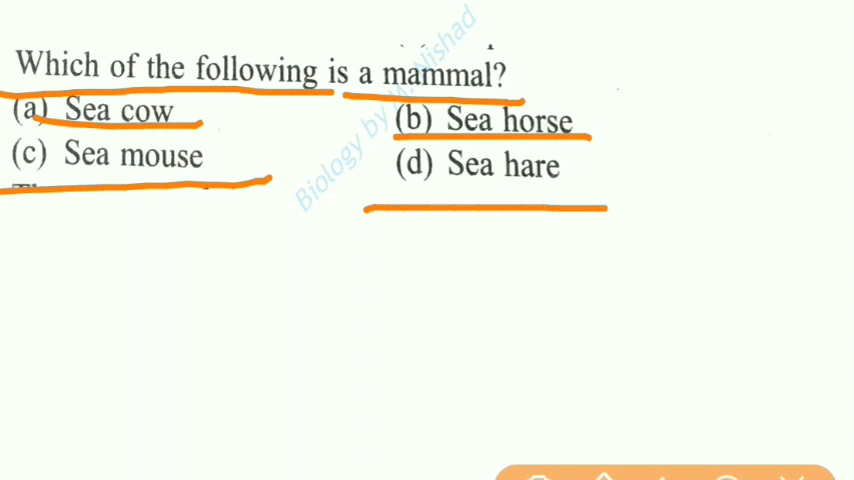 Which of the following is a mammal?
(a) Sea cow (b) Sea horse
(c) Sea mouse (d) Sea hare
Biology by M. Nishad